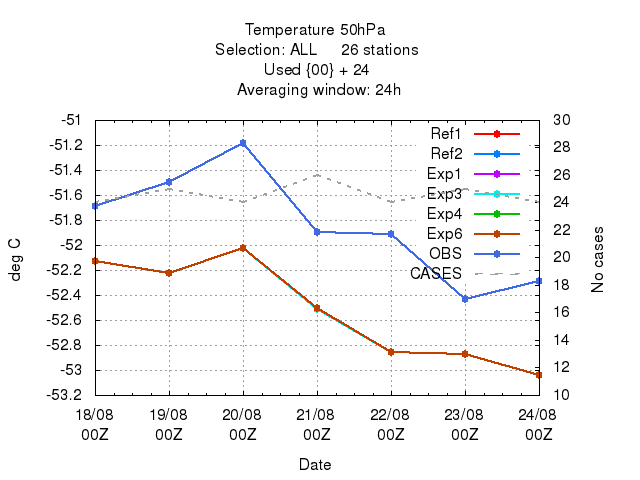 Temperature 50hPa
Selection: ALL 26 stations
Used {00} + 24
Averaging window: 24h
-51
-51.2
-51.4
-51.6
-51.8
-52
-52.2
-52.4
-52.6
-52.8
-53
-53.2
deg C
30
28
26
24
22
20
18
16
14
12
10
No cases
Ref1
Ref2
Exp1
Exp3
Exp4
Exp6
OBS
CASES
18/08 19/08 20/08 21/08 22/08 23/08 24/08
00Z 00Z 00Z 00Z 00Z 00Z 00Z
Date